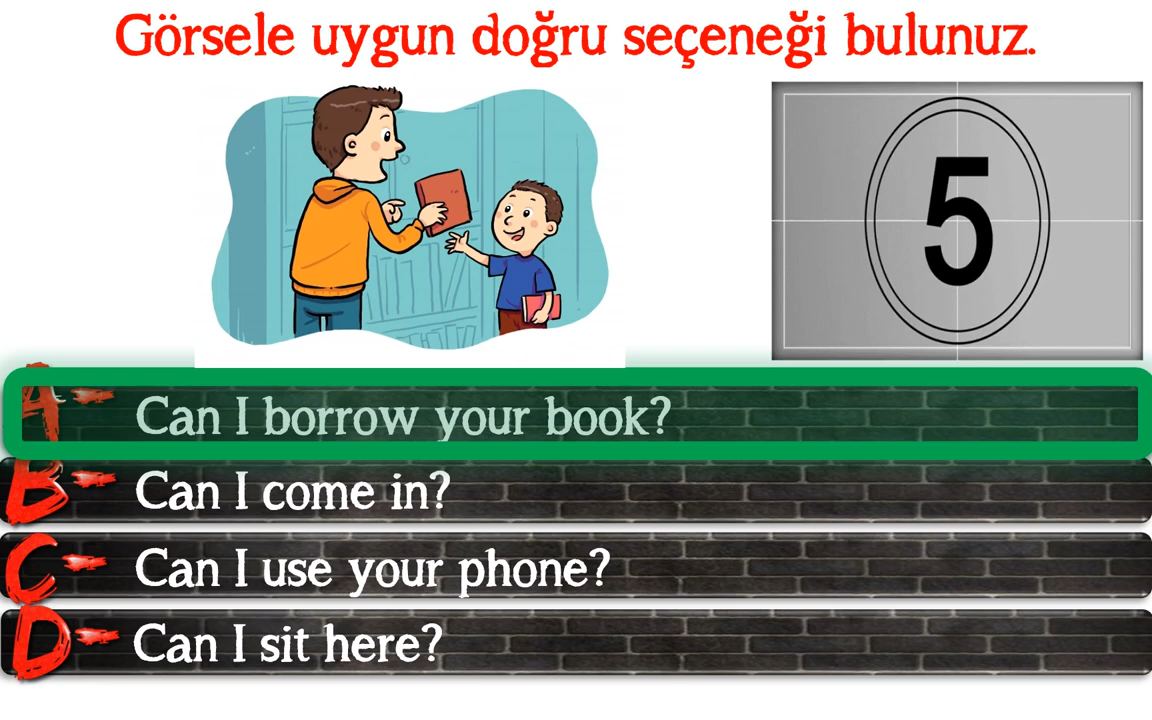 Görsele uygun doğru seçeneği bulunuz.
5
A- Can I borrow your book?
B- Can I come in?
C- Can I use your phone?
D- Can I sit here?